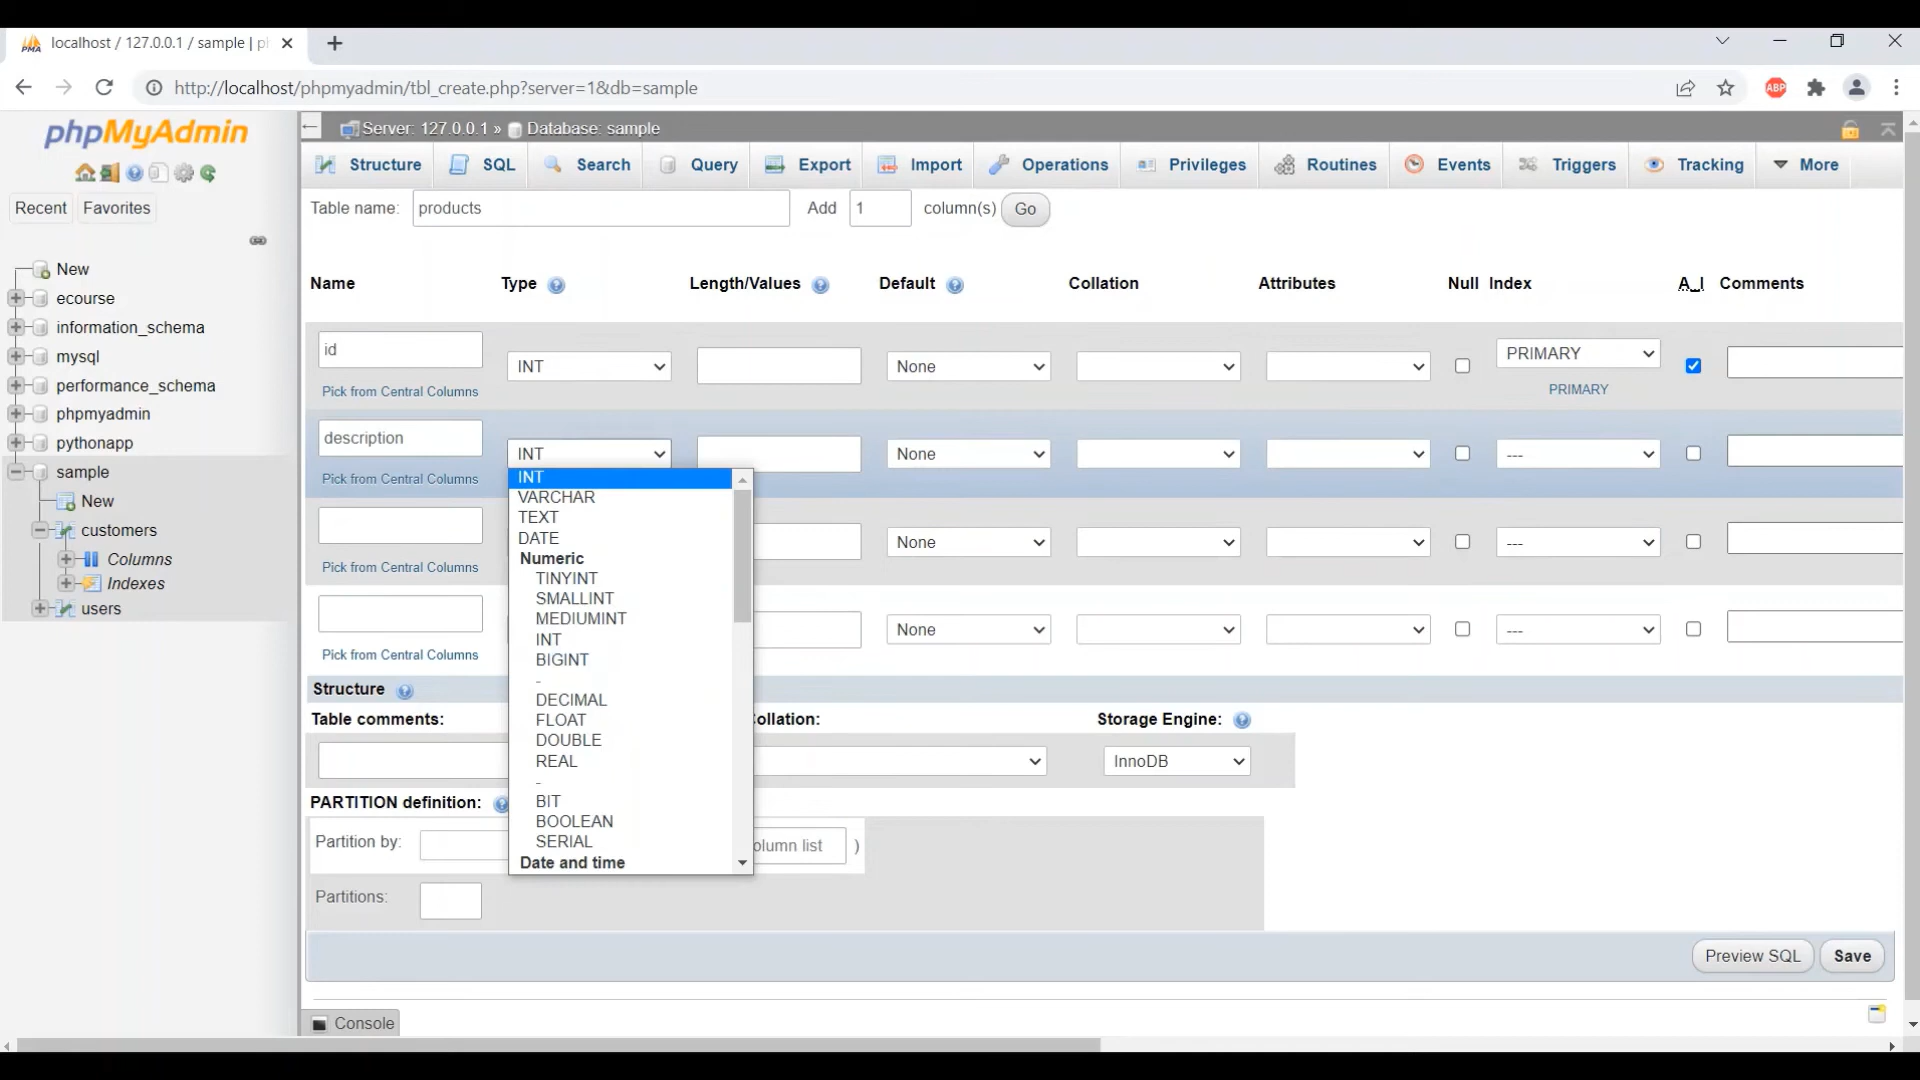 localhost / 127.0.0.1 / sample | ph
http://localhost/phpmyadmin/tbl_create.php?server=1&db=sample
ABP
phpMyAdmin
Recent
Favorites
New
ecourse
information_schema
mysql
performance_schema
phpmyadmin
pythonapp
sample
New
customers
Columns
Indexes
users
Server: 127.0.0.1 » Database: sample
Structure SQL Search Query Export Import Operations Privileges Routines Events Triggers Tracking More
Table name: products Add 1 column(s) Go
Name Type Length/Values Default Collation Attributes Null Index A_I Comments
id INT None PRIMARY
Pick from Central Columns PRIMARY
description INT None ---
Pick from Central Columns
None ---
Pick from Central Columns
None ---
Pick from Central Columns
INT
VARCHAR
TEXT
DATE
Numeric
TINYINT
SMALLINT
MEDIUMINT
INT
BIGINT
-
DECIMAL
FLOAT
DOUBLE
REAL
-
BIT
BOOLEAN
SERIAL
Date and time
Structure
Table comments: ollation: Storage Engine:
InnoDB
PARTITION definition:
Partition by: olumn list )
Partitions:
Preview SQL Save
Console